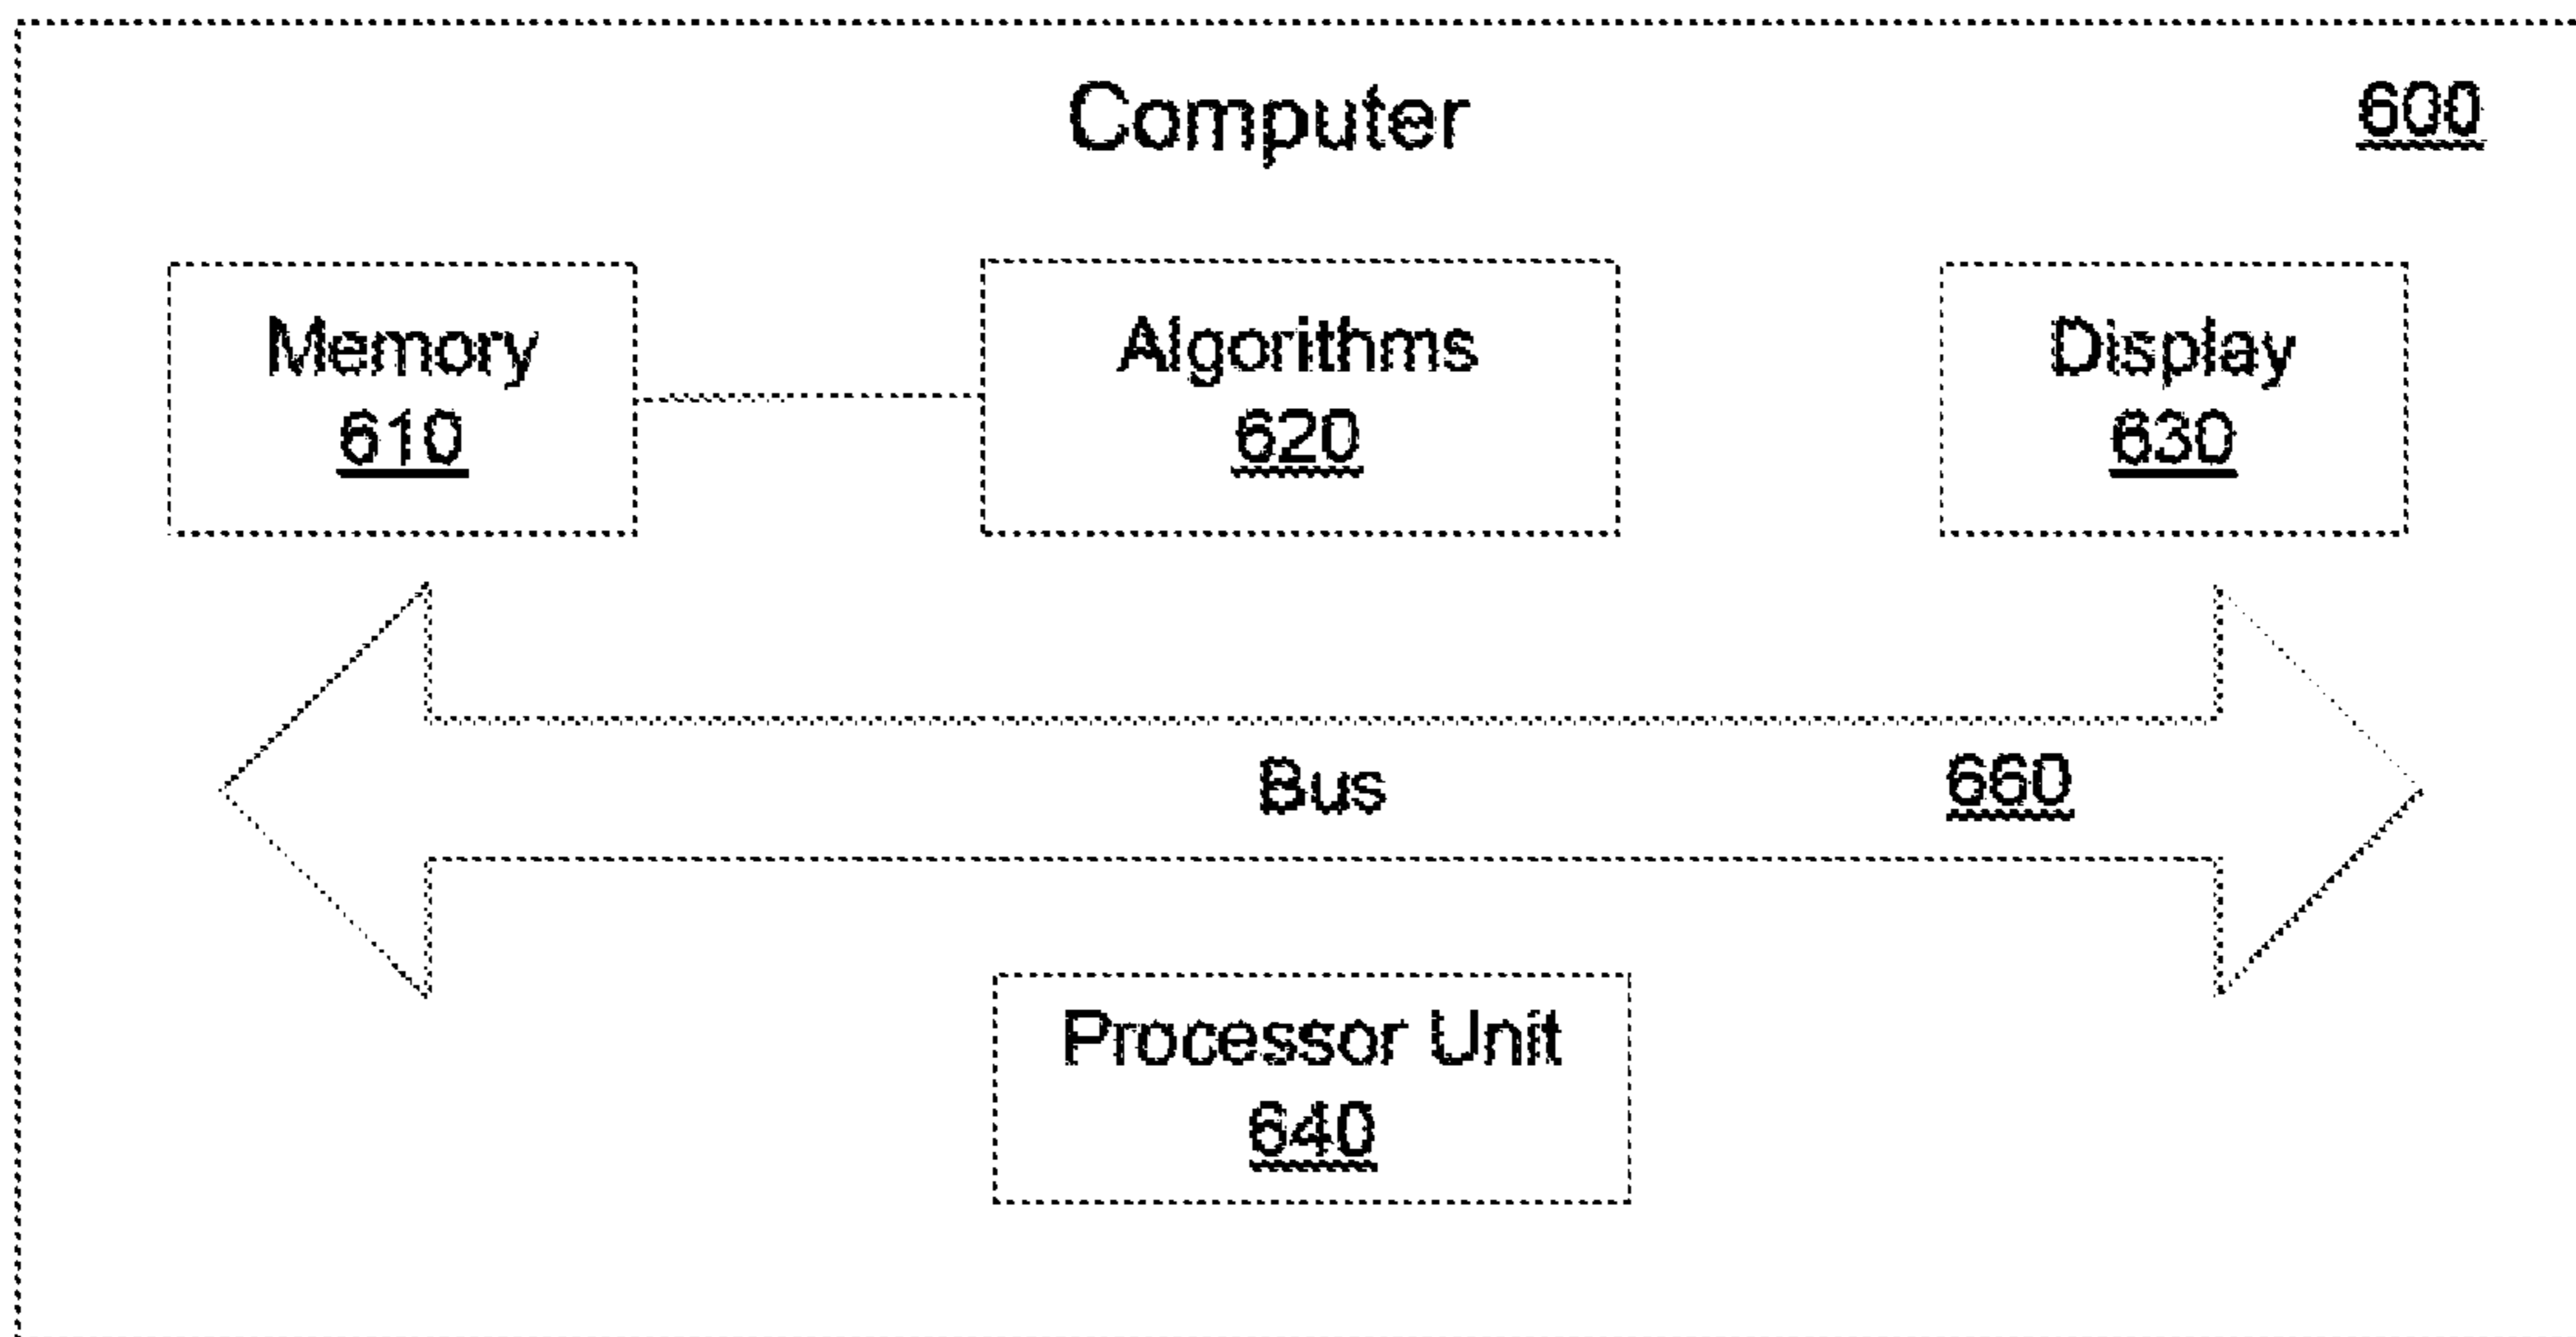 Computer 600
Memory
610
Algorithms
620
Display
630
Bus 660
Processor Unit
640